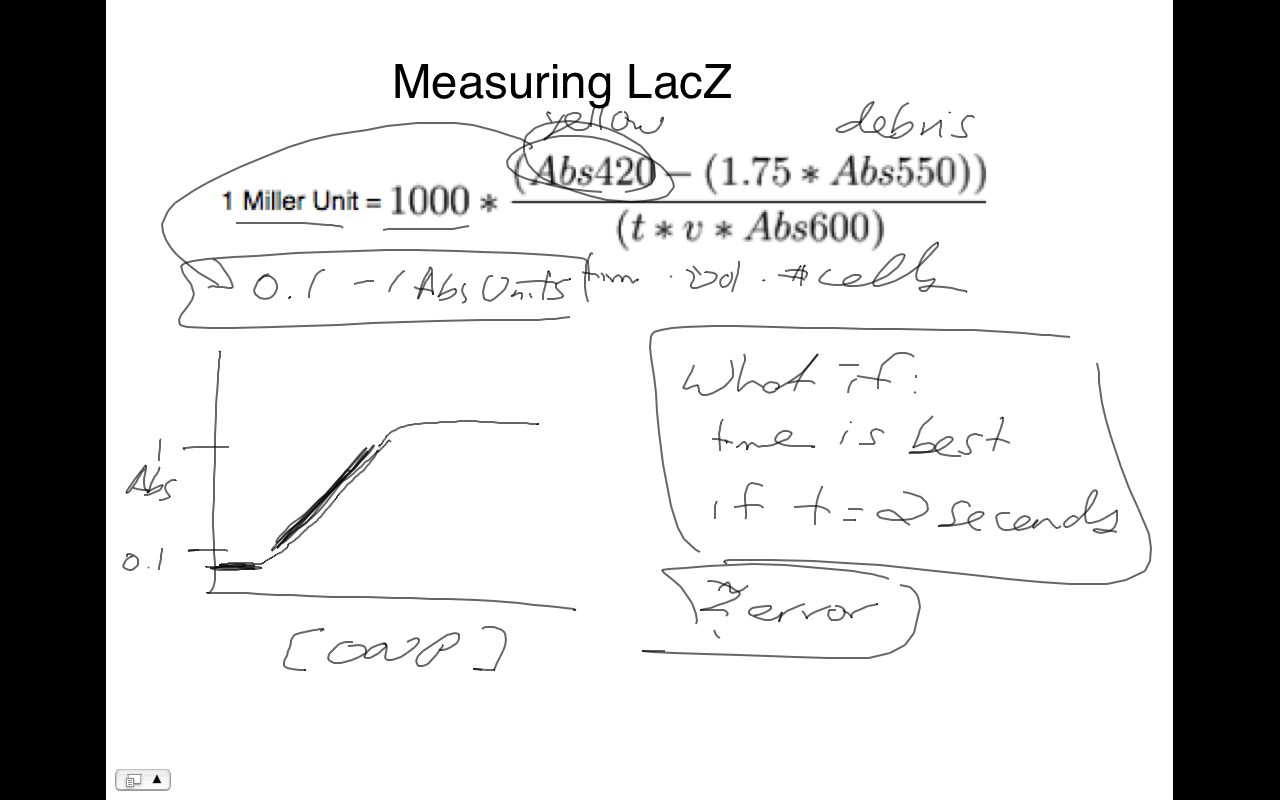 Measuring LacZ
yellow debris
1 Miller Unit = 1000 * (Abs420 − (1.75 * Abs550)) / (t * v * Abs600)
0.1 - 1 Abs Units time · vol · # cells
What if:
time is best
if t = 2 seconds
? error
1
Abs
0.1
[ONP]